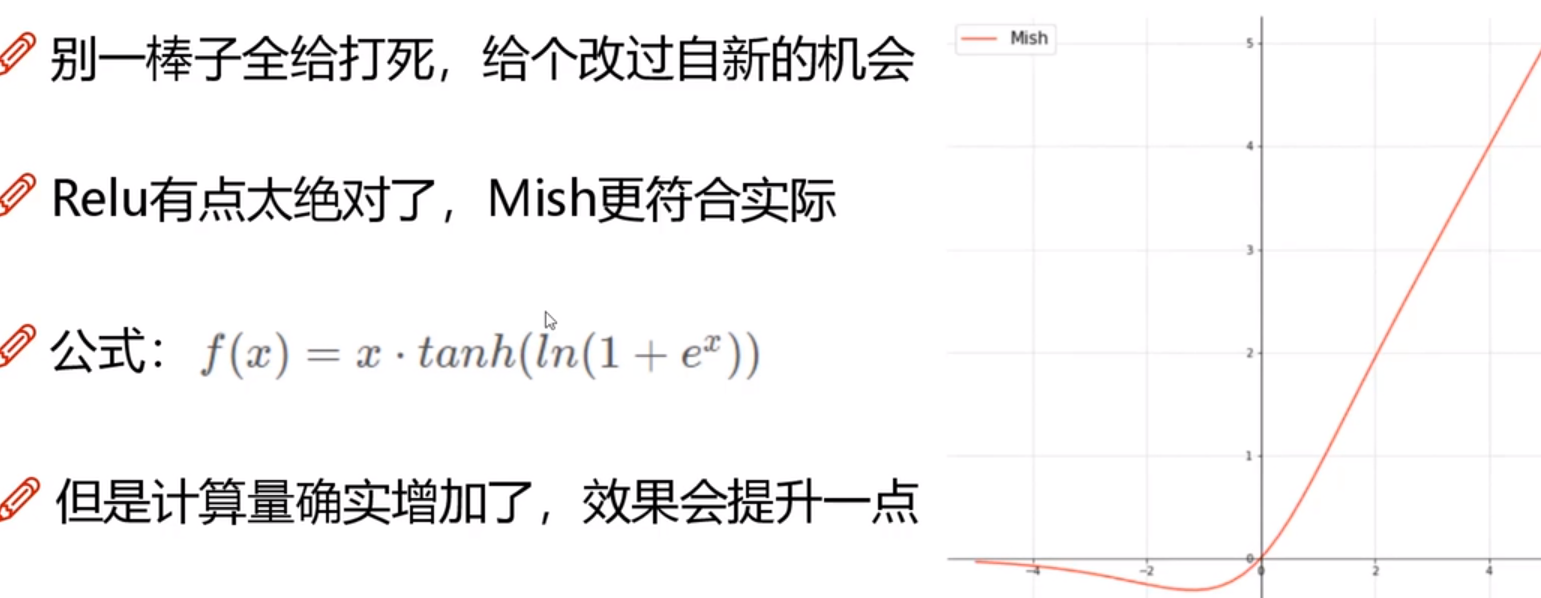 别一棒子全给打死，给个改过自新的机会
Relu有点太绝对了，Mish更符合实际
公式： f(x) = x · tanh(ln(1 + e^x))
但是计算量确实增加了，效果会提升一点
Mish
5
4
3
2
1
0
−4 −2 0 2 4